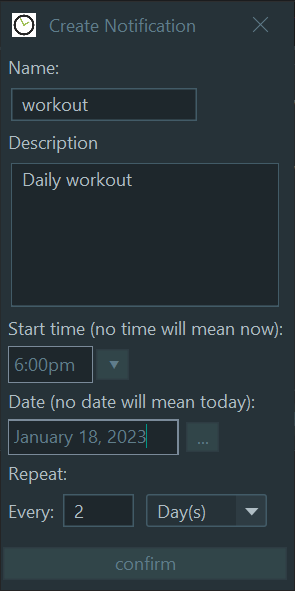 Create Notification
Name:
workout
Description
Daily workout
Start time (no time will mean now):
6:00pm
Date (no date will mean today):
January 18, 2023
...
Repeat:
Every: 2 Day(s)
confirm